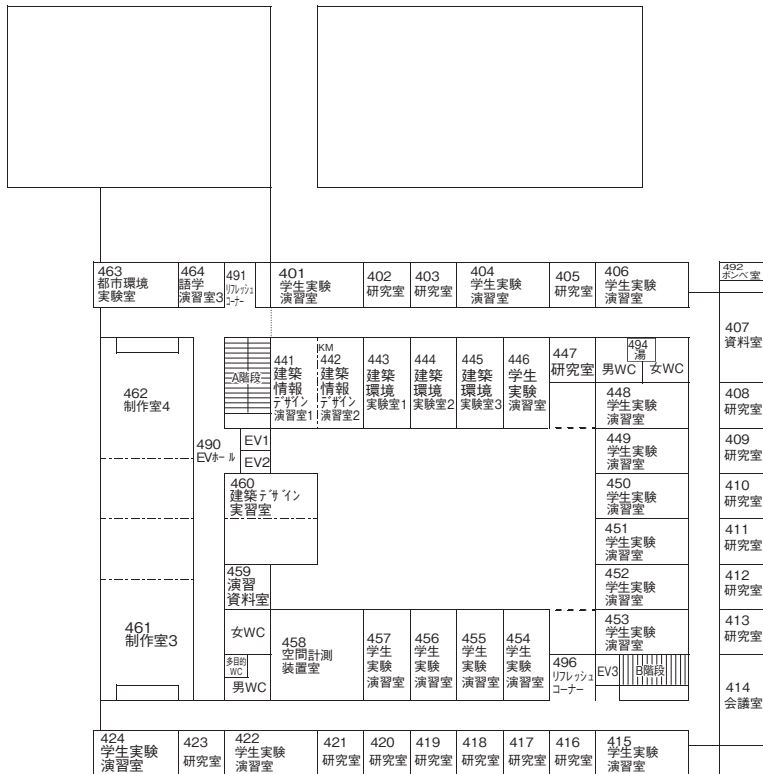 463
都市環境
実験室
464
語学
演習室3
491
リフレッシュ
コーナー
401
学生実験
演習室
402
研究室
403
研究室
404
学生実験
演習室
405
研究室
406
学生実験
演習室
492
ボンベ室
407
資料室
462
制作室4
A階段
441
建築
情報
デザイン
演習室1
KM
442
建築
情報
デザイン
演習室2
443
建築
環境
実験室1
444
建築
環境
実験室2
445
建築
環境
実験室3
446
学生
実験
演習室
447
研究室
494
湯
男WC
女WC
448
学生実験
演習室
408
研究室
490
EVホール
EV1
EV2
449
学生実験
演習室
409
研究室
460
建築デザイン
実習室
450
学生実験
演習室
410
研究室
451
学生実験
演習室
411
研究室
459
演習
資料室
452
学生実験
演習室
412
研究室
461
制作室3
女WC
多目的
WC
男WC
458
空間計測
装置室
457
学生
実験
演習室
456
学生
実験
演習室
455
学生
実験
演習室
454
学生
実験
演習室
453
学生実験
演習室
413
研究室
496
リフレッシュ
コーナー
EV3
B階段
414
会議室
424
学生実験
演習室
423
研究室
422
学生実験
演習室
421
研究室
420
研究室
419
研究室
418
研究室
417
研究室
416
研究室
415
学生実験
演習室